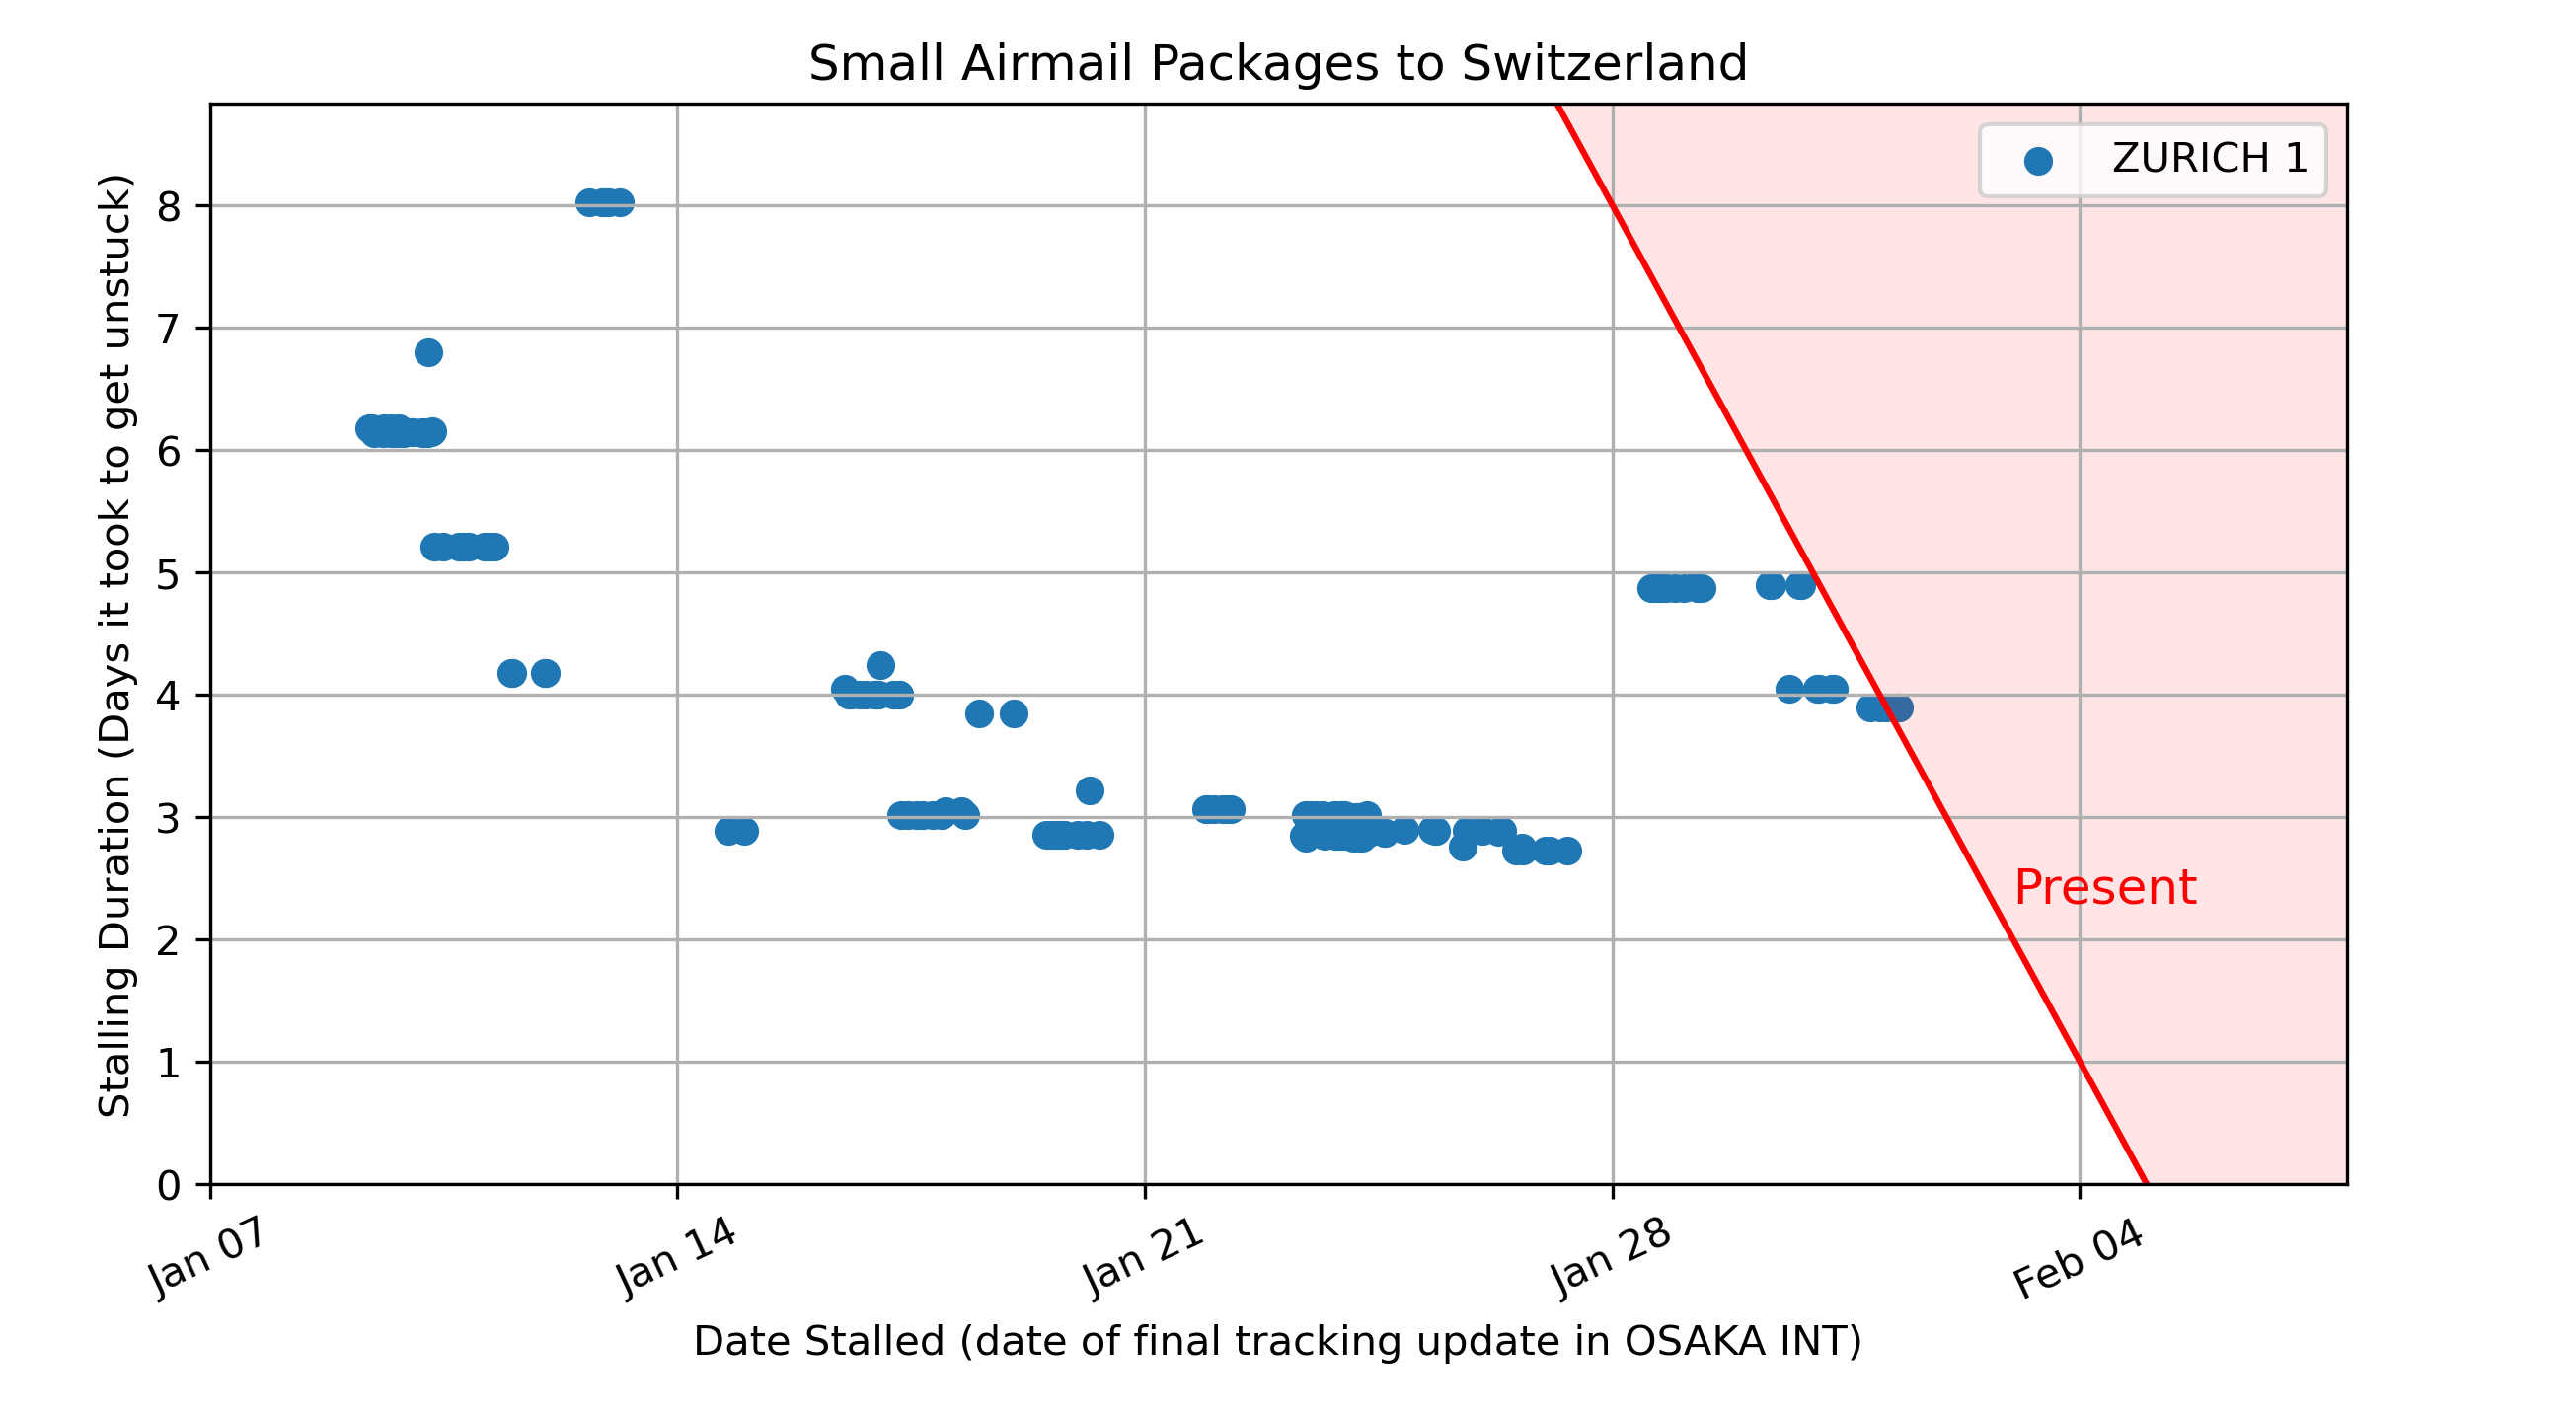 Small Airmail Packages to Switzerland
ZURICH 1
Stalling Duration (Days it took to get unstuck)
8
7
6
5
4
3
2
1
0
Present
Jan 07
Jan 14
Jan 21
Jan 28
Feb 04
Date Stalled (date of final tracking update in OSAKA INT)